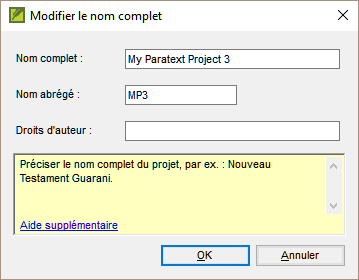 Modifier le nom complet
Nom complet : My Paratext Project 3
Nom abrégé : MP3
Droits d'auteur :
Préciser le nom complet du projet, par ex. : Nouveau
Testament Guarani.
Aide supplémentaire
OK Annuler